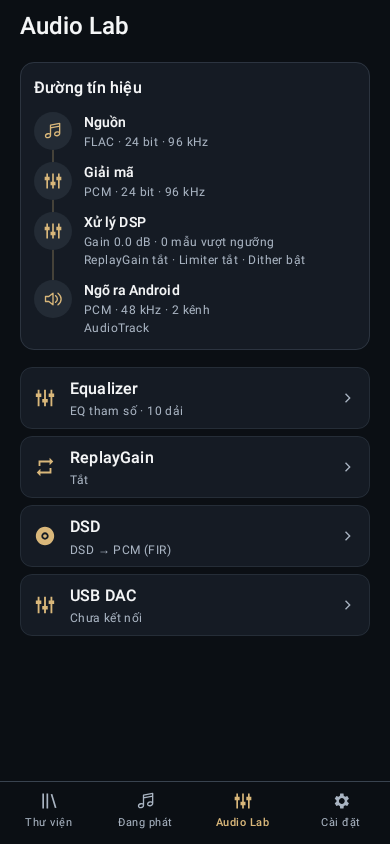 Audio Lab
Đường tín hiệu
Nguồn
FLAC · 24 bit · 96 kHz
Giải mã
PCM · 24 bit · 96 kHz
Xử lý DSP
Gain 0.0 dB · 0 mẫu vượt ngưỡng
ReplayGain tắt · Limiter tắt · Dither bật
Ngõ ra Android
PCM · 48 kHz · 2 kênh
AudioTrack
Equalizer
EQ tham số · 10 dải
ReplayGain
Tắt
DSD
DSD → PCM (FIR)
USB DAC
Chưa kết nối
Thư viện
Đang phát
Audio Lab
Cài đặt